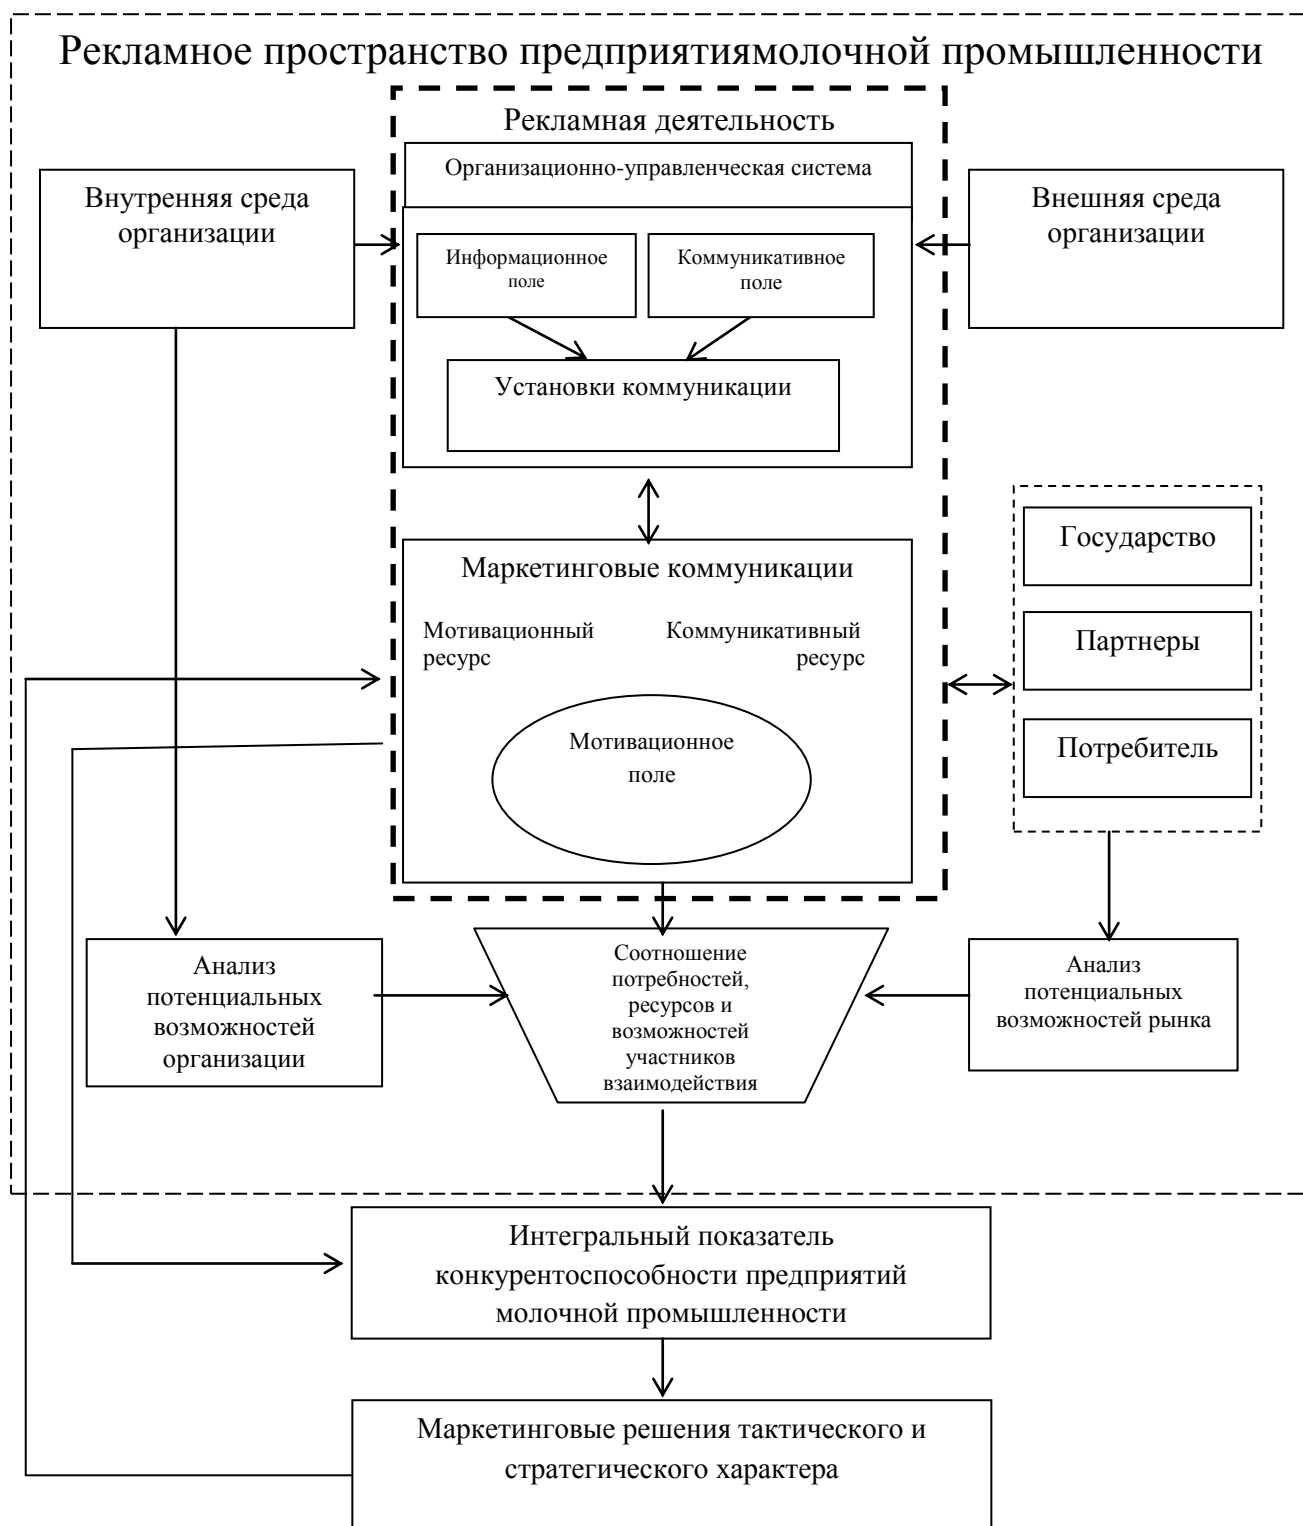 Рекламное пространство предприятиямолочной промышленности
Рекламная деятельность
Организационно-управленческая система
Внутренняя среда
организации
Внешняя среда
организации
Информационное
поле
Коммуникативное
поле
Установки коммуникации
Государство
Партнеры
Потребитель
Маркетинговые коммуникации
Мотивационный
ресурс
Коммуникативный
ресурс
Мотивационное
поле
Анализ
потенциальных
возможностей
организации
Соотношение
потребностей,
ресурсов и
возможностей
участников
взаимодействия
Анализ
потенциальных
возможностей рынка
Интегральный показатель
конкурентоспособности предприятий
молочной промышленности
Маркетинговые решения тактического и
стратегического характера